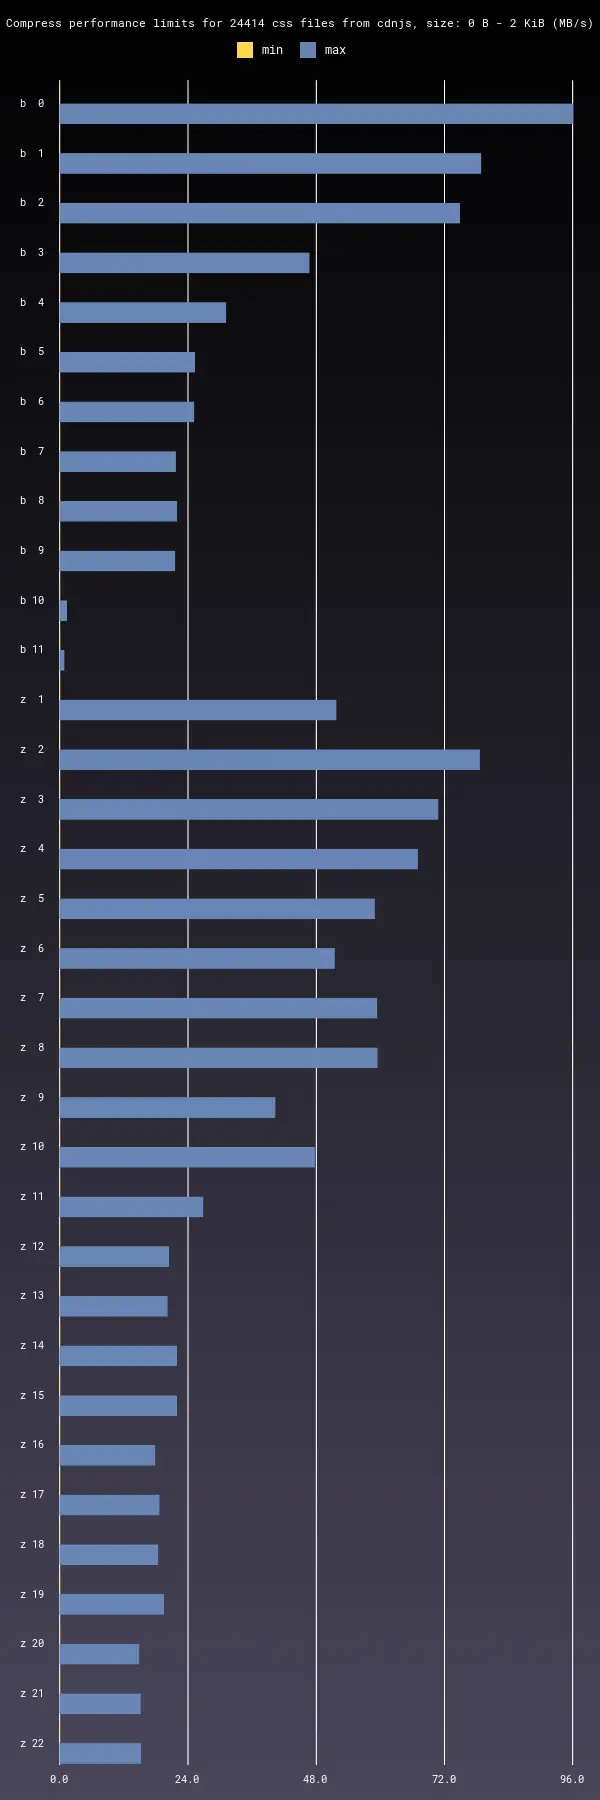 Compress performance limits for 24414 css files from cdnjs, size: 0 B - 2 KiB (MB/s)
min max
b 0
b 1
b 2
b 3
b 4
b 5
b 6
b 7
b 8
b 9
b 10
b 11
z 1
z 2
z 3
z 4
z 5
z 6
z 7
z 8
z 9
z 10
z 11
z 12
z 13
z 14
z 15
z 16
z 17
z 18
z 19
z 20
z 21
z 22
0.0 24.0 48.0 72.0 96.0